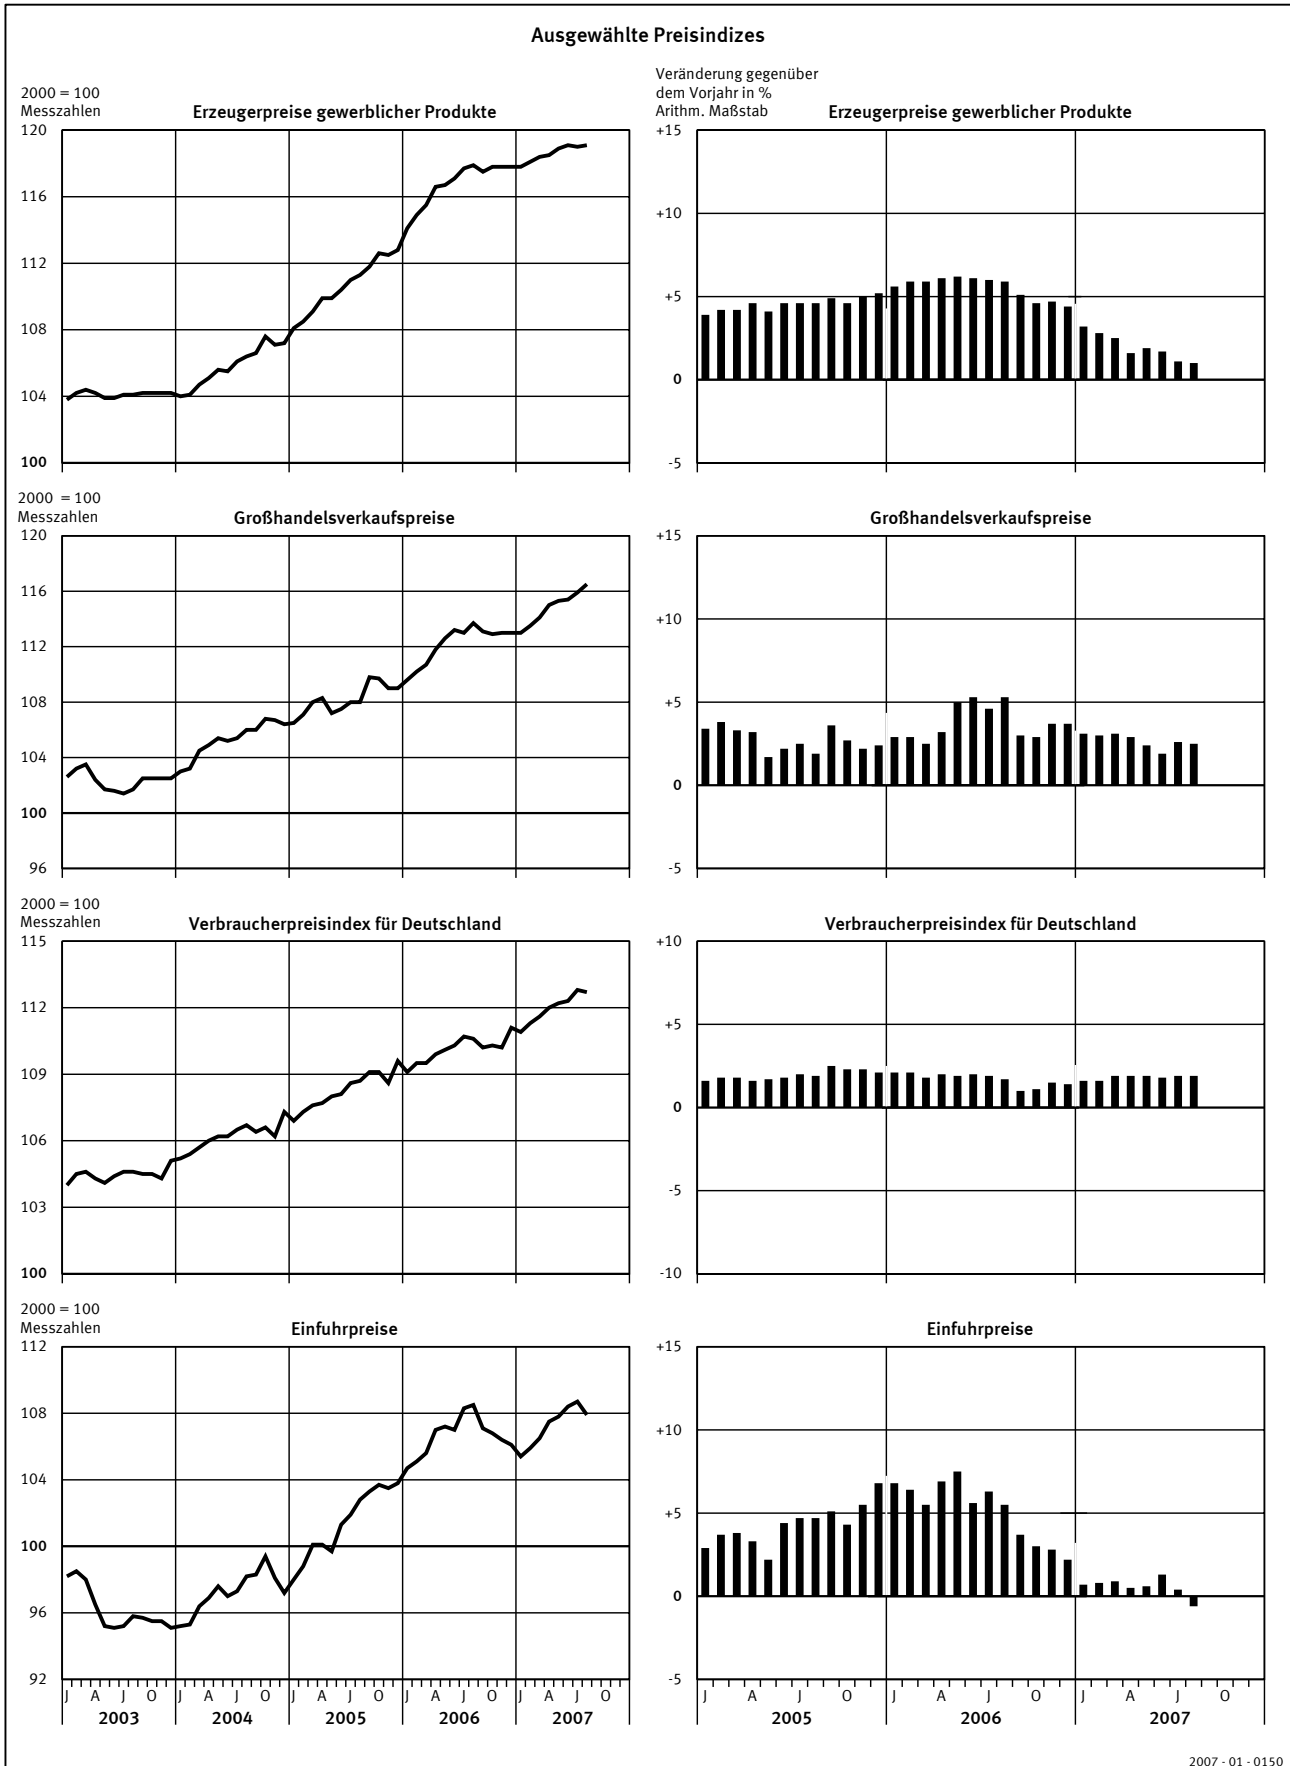 Ausgewählte Preisindizes
2000 = 100
Messzahlen
Erzeugerpreise gewerblicher Produkte
120
116
112
108
104
100
Veränderung gegenüber
dem Vorjahr in %
Arithm. Maßstab
Erzeugerpreise gewerblicher Produkte
+15
+10
+5
0
-5
2000 = 100
Messzahlen
Großhandelsverkaufspreise
120
116
112
108
104
100
96
Großhandelsverkaufspreise
+15
+10
+5
0
-5
2000 = 100
Messzahlen
Verbraucherpreisindex für Deutschland
115
112
109
106
103
100
Verbraucherpreisindex für Deutschland
+10
+5
0
-5
-10
2000 = 100
Messzahlen
Einfuhrpreise
112
108
104
100
96
92
J A J O J A J O J A J O J A J O J A J O
2003 2004 2005 2006 2007
Einfuhrpreise
+15
+10
+5
0
-5
J A J O J A J O J A J O
2005 2006 2007
2007 - 01 - 0150